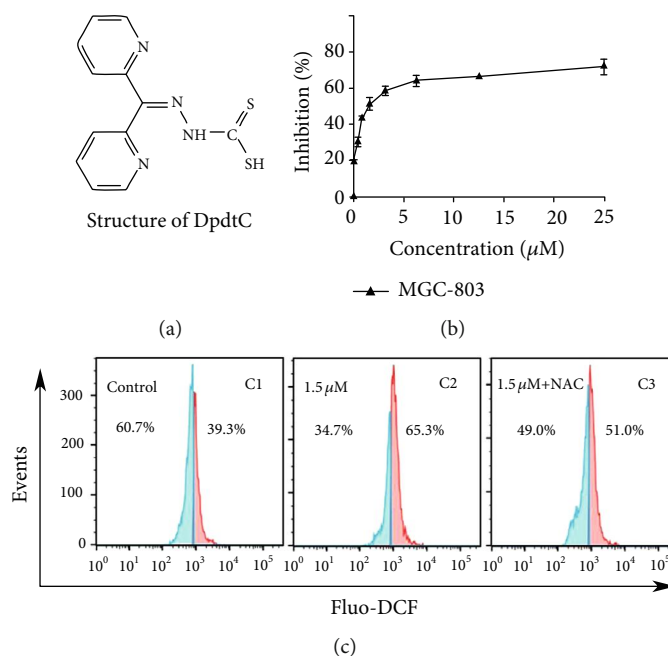 N
N
NH
C
S
SH
N
Structure of DpdtC
(a)
Inhibition (%)
80
60
40
20
0
0 5 10 15 20 25
Concentration (μM)
MGC-803
(b)
Events
300
200
100
0
Control C1
60.7% 39.3%
10⁰ 10¹ 10² 10³ 10⁴ 10⁵
1.5 μM C2
34.7% 65.3%
10⁰ 10¹ 10² 10³ 10⁴ 10⁵
1.5 μM+NAC C3
49.0% 51.0%
10⁰ 10¹ 10² 10³ 10⁴ 10⁵
Fluo-DCF
(c)